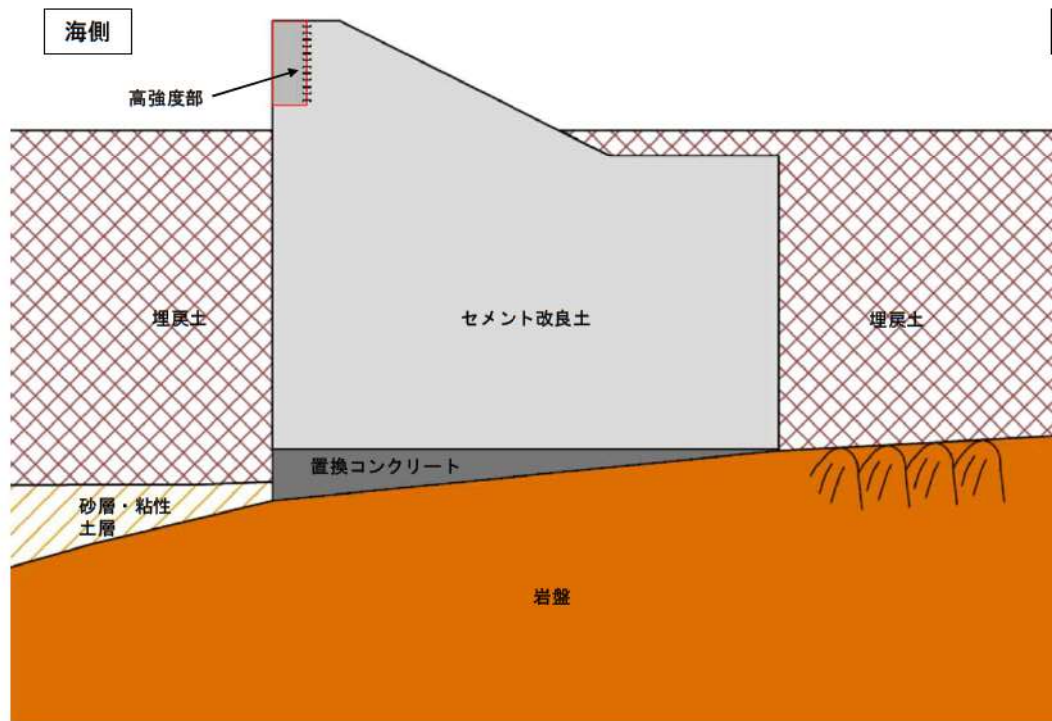 海側
高強度部
埋戻土
セメント改良土
埋戻土
置換コンクリート
砂層・粘性
土層
岩盤